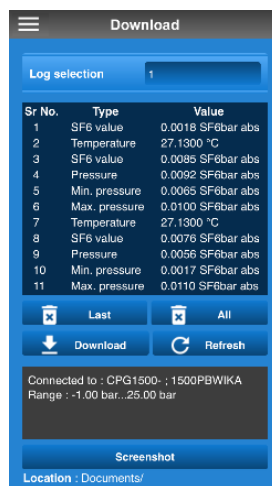 Download
Log selection 1
Sr No. Type Value
1 SF6 value 0.0018 SF6bar abs
2 Temperature 27.1300 °C
3 SF6 value 0.0085 SF6bar abs
4 Pressure 0.0092 SF6bar abs
5 Min. pressure 0.0065 SF6bar abs
6 Max. pressure 0.0100 SF6bar abs
7 Temperature 27.1300 °C
8 SF6 value 0.0076 SF6bar abs
9 Pressure 0.0056 SF6bar abs
10 Min. pressure 0.0017 SF6bar abs
11 Max. pressure 0.0110 SF6bar abs
Last All
Download Refresh
Connected to : CPG1500- ; 1500PBWIKA
Range : -1.00 bar...25.00
bar
Screenshot
Location : Documents/